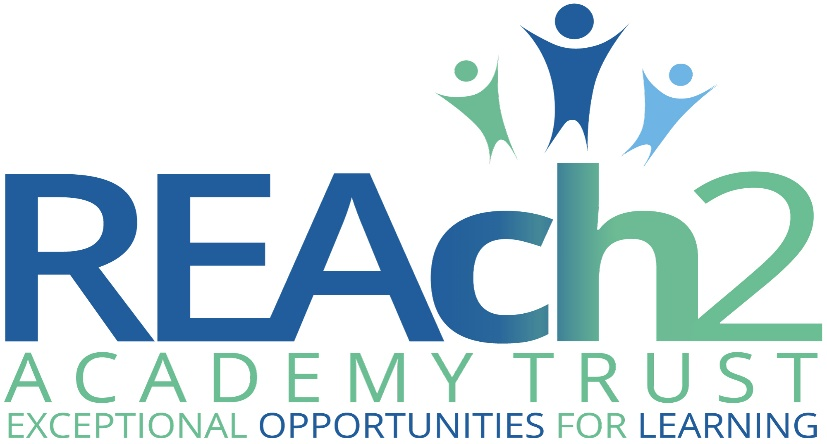 REAch2
ACADEMY TRUST
EXCEPTIONAL OPPORTUNITIES FOR LEARNING